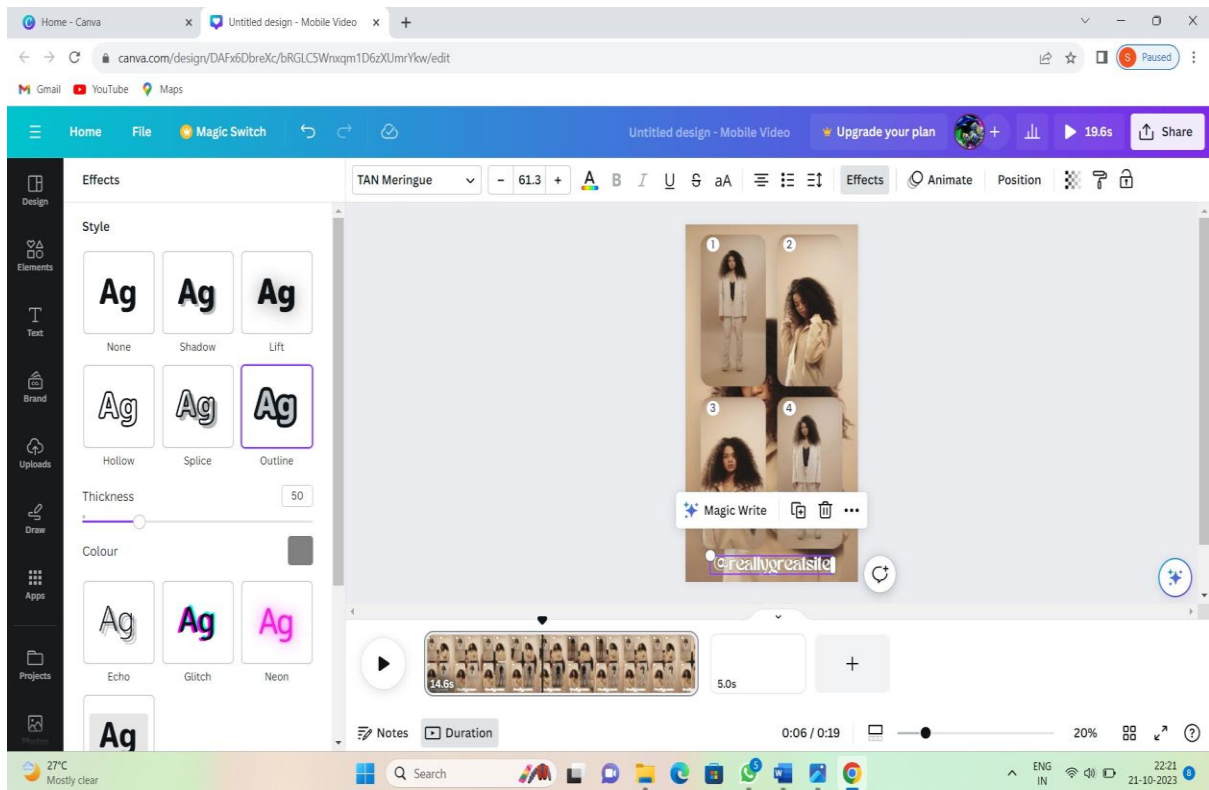 Home - Canva
Untitled design - Mobile Video
canva.com/design/DAFx6DbreXc/bRGLC5Wnxqm1D6zXUmrYkw/edit
S Paused
Gmail YouTube Maps
Home File Magic Switch Untitled design - Mobile Video Upgrade your plan + 19.6s Share
Effects
TAN Meringue - 61.3 + A B I U S aA Effects Animate Position
Design
Elements
Text
Brand
Uploads
Draw
Apps
Projects
Photos
Style
Ag Ag Ag
None Shadow Lift
Ag Ag Ag
Hollow Splice Outline
Thickness 50
Colour
Ag Ag Ag
Echo Glitch Neon
Ag
1 2
3 4
Magic Write
@reallygreatsite
14.6s
5.0s
Notes Duration 0:06 / 0:19 20%
27°C
Mostly clear
Search
5
ENG
IN
22:21
21-10-2023
8